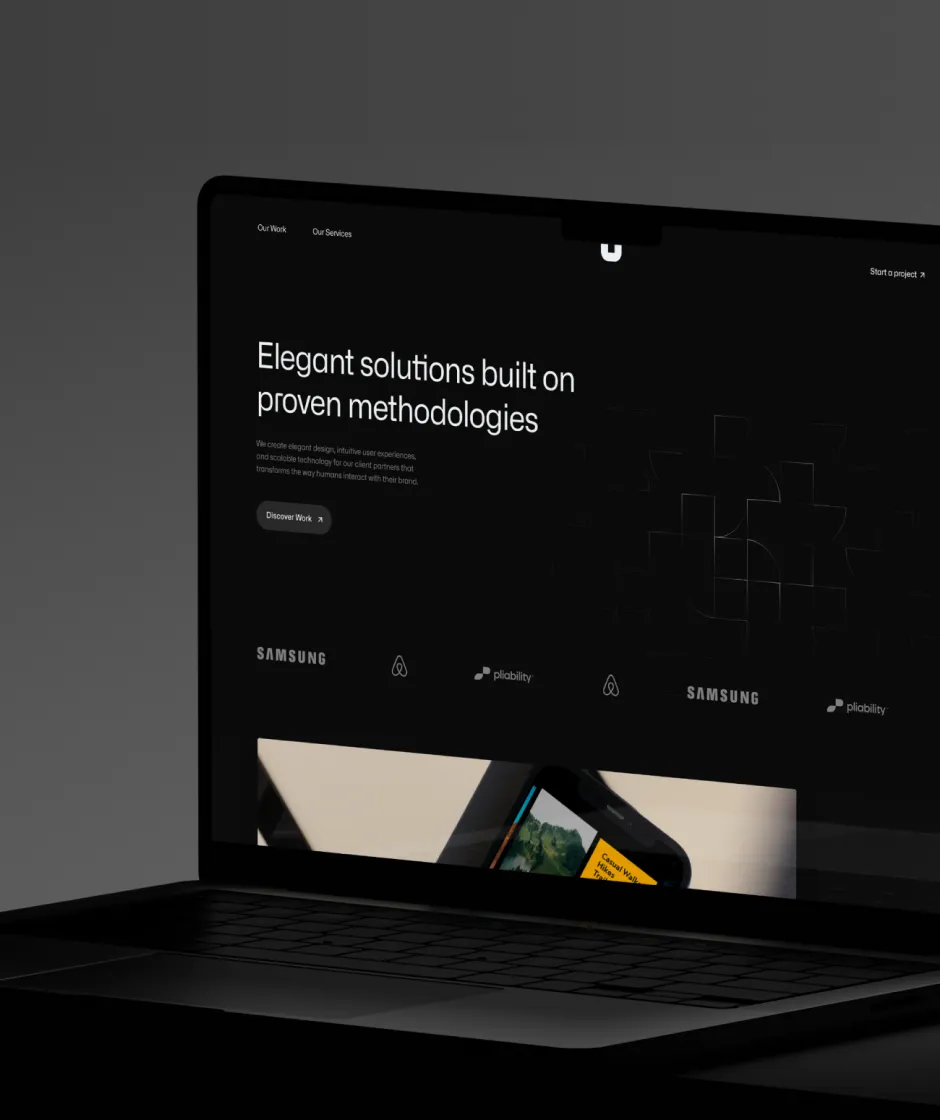 Our Work
Our Services
Start a project ↗
Elegant solutions built on
proven methodologies
We create elegant design, intuitive user experiences,
and scalable technology for our client partners that
transforms the way humans interact with their brand.
Discover Work ↗
SAMSUNG
pliability
SAMSUNG
pliability
Casual Walks
Hikes